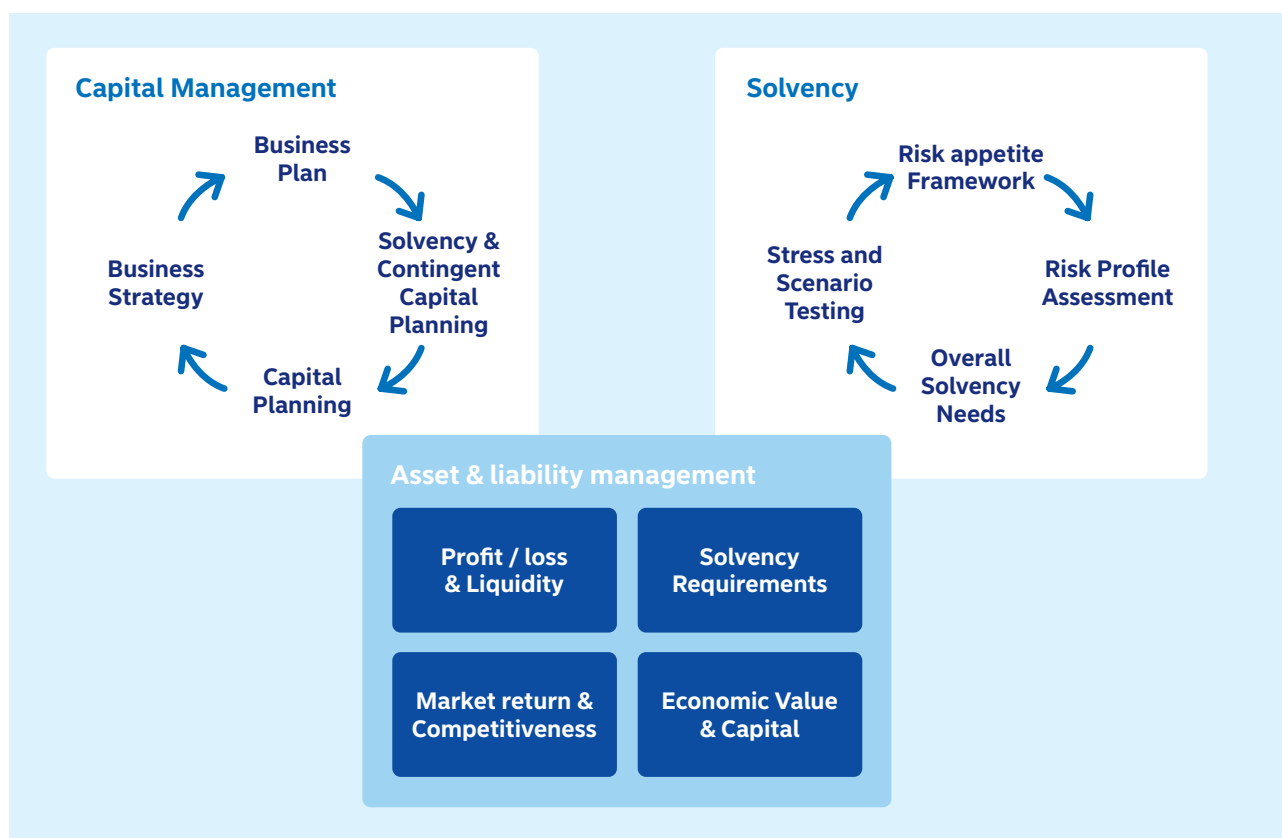 Capital Management
Business
Plan
Solvency &
Contingent
Capital
Planning
Capital
Planning
Business
Strategy
Solvency
Risk appetite
Framework
Risk Profile
Assessment
Overall
Solvency
Needs
Stress and
Scenario
Testing
Asset & liability management
Profit / loss
& Liquidity
Solvency
Requirements
Market return &
Competitiveness
Economic Value
& Capital